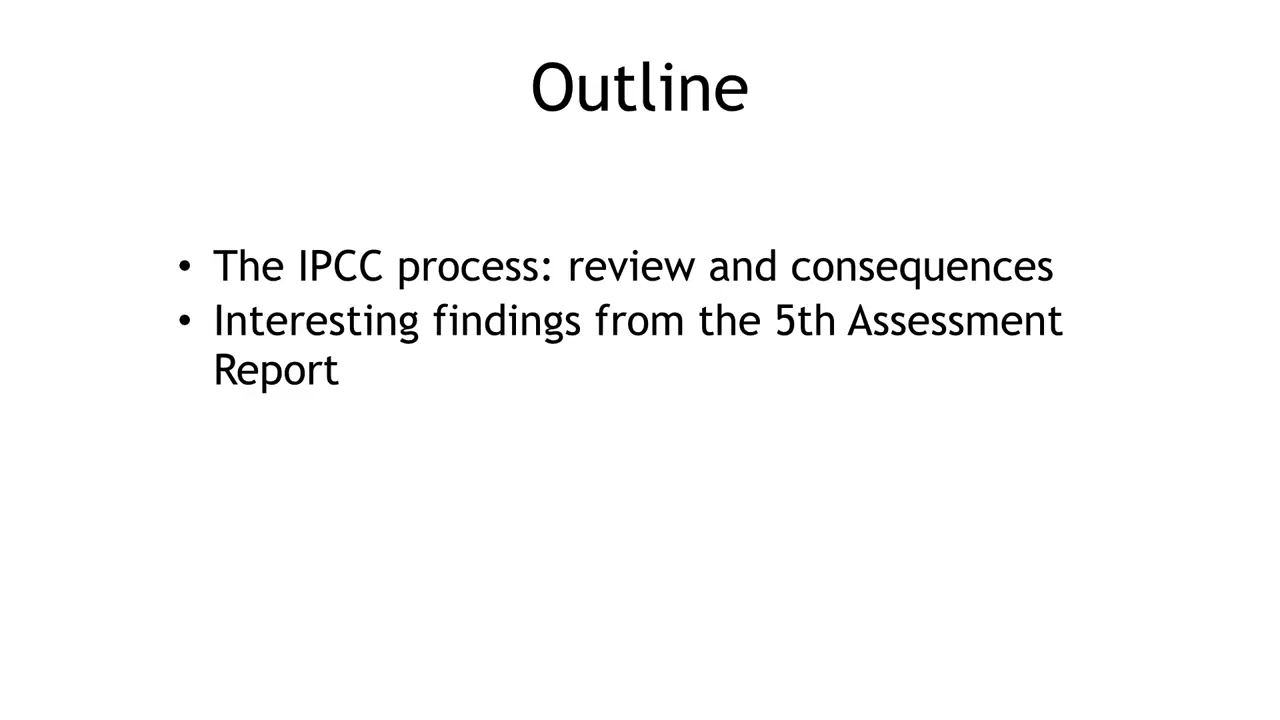 Outline
• The IPCC process: review and consequences
• Interesting findings from the 5th Assessment
Report